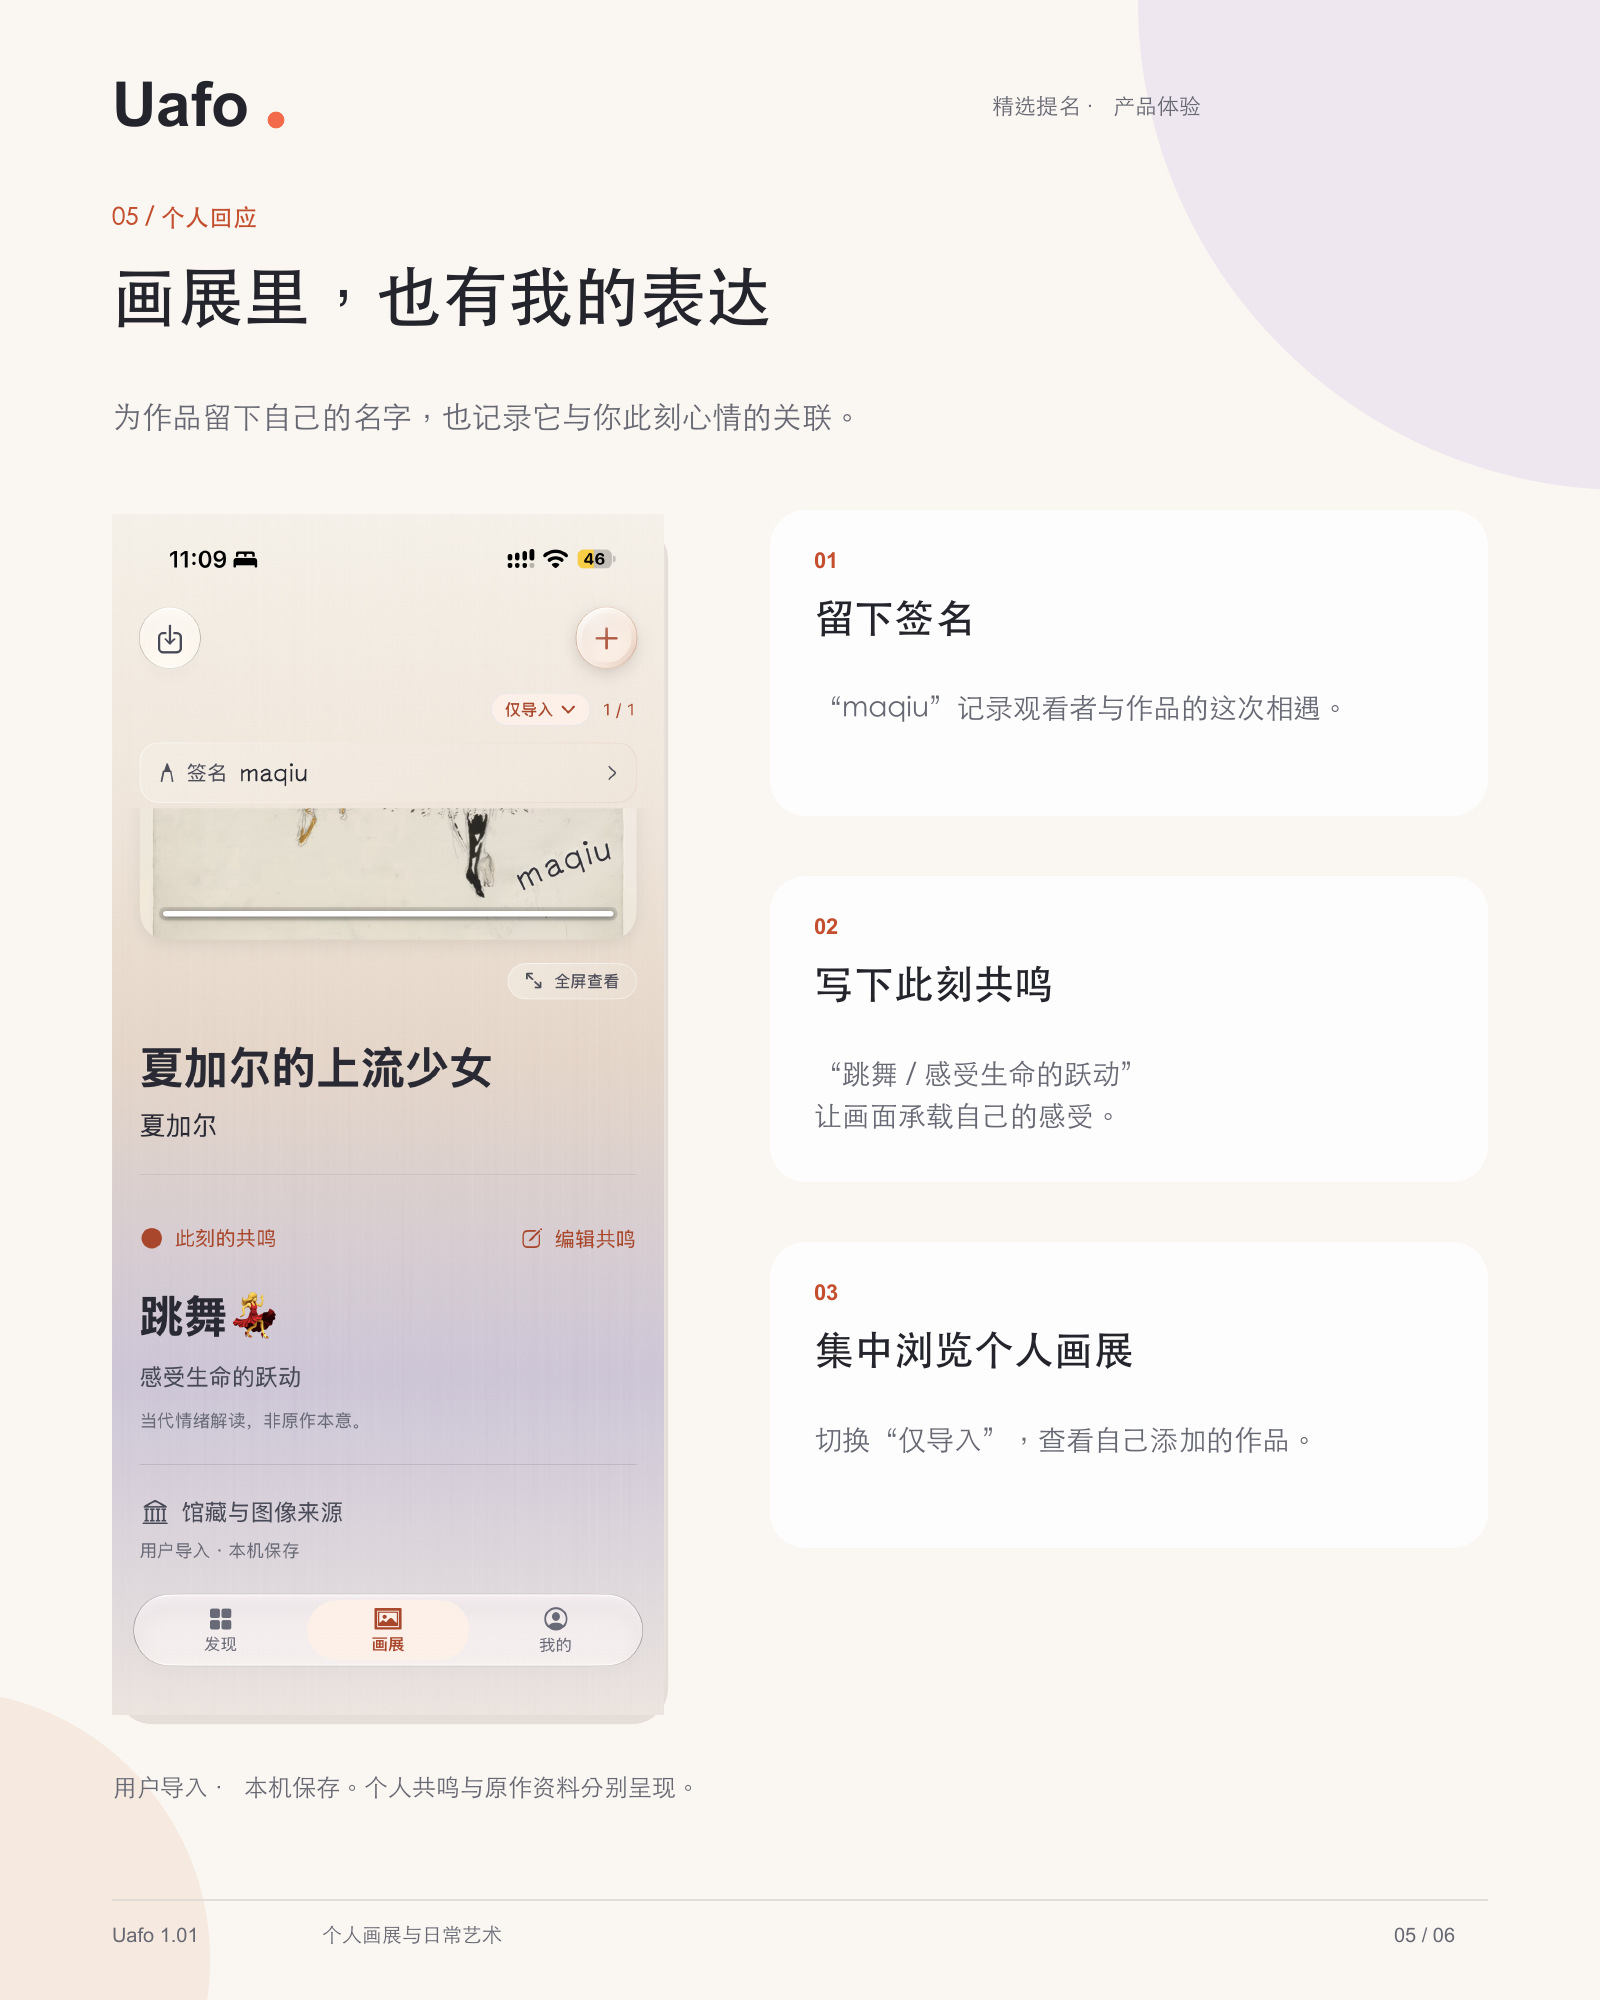 Uafo .
精选提名 · 产品体验
05 / 个人回应
画展里，也有我的表达
为作品留下自己的名字，也记录它与你此刻心情的关联。
11:09
46
仅导入 1 / 1
签名 maqiu
maqiu
全屏查看
夏加尔的上流少女
夏加尔
此刻的共鸣 编辑共鸣
跳舞💃
感受生命的跃动
当代情绪解读，非原作本意。
馆藏与图像来源
用户导入 · 本机保存
发现 画展 我的
01
留下签名
“maqiu” 记录观看者与作品的这次相遇。
02
写下此刻共鸣
“跳舞 / 感受生命的跃动”
让画面承载自己的感受。
03
集中浏览个人画展
切换“仅导入”，查看自己添加的作品。
用户导入 · 本机保存。个人共鸣与原作资料分别呈现。
Uafo 1.01 个人画展与日常艺术 05 / 06